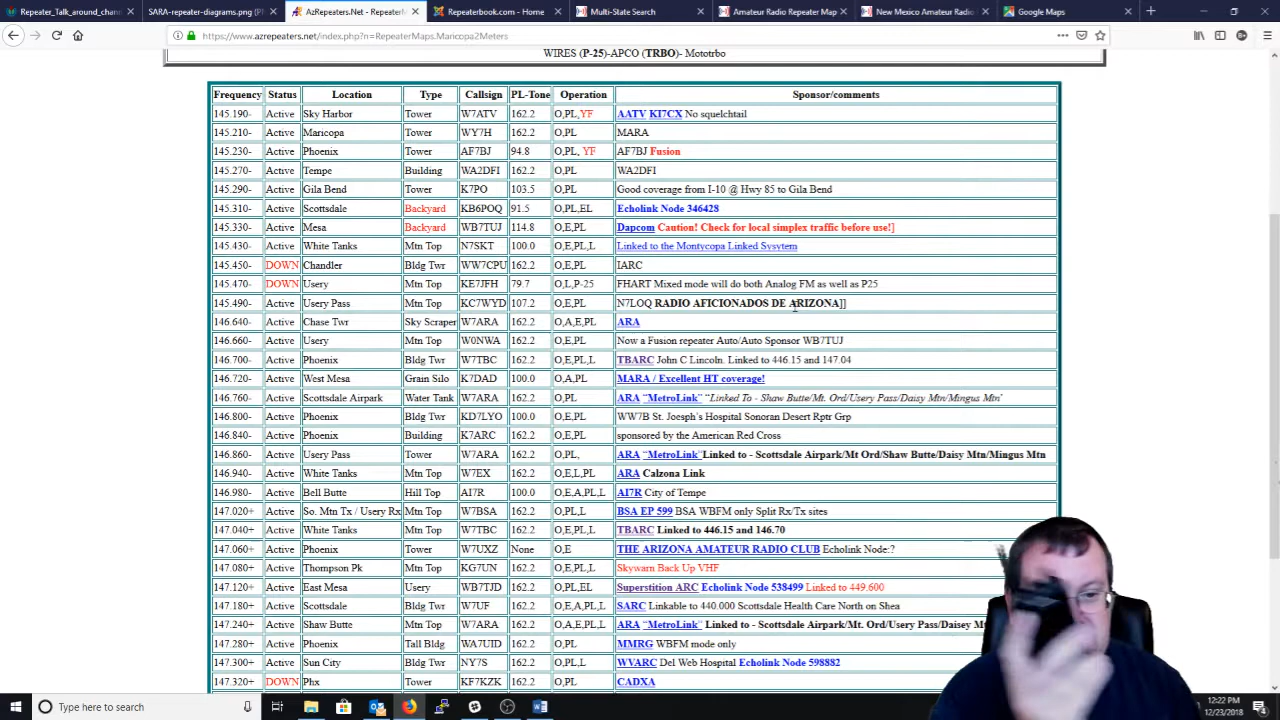 Repeater_Talk_around_chan
SARA-repeater-diagrams.png (Pn
AzRepeaters.Net - RepeaterM
Repeaterbook.com - Home
Multi-State Search
Amateur Radio Repeater Map
New Mexico Amateur Radio
Google Maps
https://www.azrepeaters.net/index.php?n=RepeaterMaps.Maricopa2Meters
WIRES (P-25)-APCO (TRBO)- Mototrbo
Frequency Status Location Type Callsign PL-Tone Operation Sponsor/comments
145.190- Active Sky Harbor Tower W7ATV 162.2 O,PL,YF AATV KI7CX No squelchtail
145.210- Active Maricopa Tower WY7H 162.2 O,PL MARA
145.230- Active Phoenix Tower AF7BJ 94.8 O,PL, YF AF7BJ Fusion
145.270- Active Tempe Building WA2DFI 162.2 O,PL WA2DFI
145.290- Active Gila Bend Tower K7PO 103.5 O,PL Good coverage from I-10 @ Hwy 85 to Gila Bend
145.310- Active Scottsdale Backyard KB6POQ 91.5 O,PL,EL Echolink Node 346428
145.330- Active Mesa Backyard WB7TUJ 114.8 O,E,PL Dapcom Caution! Check for local simplex traffic before use!]
145.430- Active White Tanks Mtn Top N7SKT 100.0 O,E,PL,L Linked to the Montycopa Linked Sysytem
145.450- DOWN Chandler Bldg Twr WW7CPU 162.2 O,E,PL IARC
145.470- DOWN Usery Mtn Top KE7JFH 79.7 O,L,P-25 FHART Mixed mode will do both Analog FM as well as P25
145.490- Active Usery Pass Mtn Top KC7WYD 107.2 O,E,PL N7LOQ RADIO AFICIONADOS DE ARIZONA]]
146.640- Active Chase Twr Sky Scraper W7ARA 162.2 O,A,E,PL ARA
146.660- Active Usery Mtn Top W0NWA 162.2 O,E,PL Now a Fusion repeater Auto/Auto Sponsor WB7TUJ
146.700- Active Phoenix Bldg Twr W7TBC 162.2 O,E,PL,L TBARC John C Lincoln. Linked to 446.15 and 147.04
146.720- Active West Mesa Grain Silo K7DAD 100.0 O,A,PL MARA / Excellent HT coverage!
146.760- Active Scottsdale Airpark Water Tank W7ARA 162.2 O,E,PL ARA "MetroLink" "Linked To - Shaw Butte/Mt. Ord/Usery Pass/Daisy Mtn/Mingus Mtn'
146.800- Active Phoenix Bldg Twr KD7LYO 100.0 O,E,PL WW7B St. Joesph's Hospital Sonoran Desert Rptr Grp
146.840- Active Phoenix Building K7ARC 162.2 O,E,PL sponsored by the American Red Cross
146.860- Active Usery Pass Tower W7ARA 162.2 O,PL, ARA "MetroLink"Linked to - Scottsdale Airpark/Mt Ord/Shaw Butte/Daisy Mtn/Mingus Mtn
146.940- Active White Tanks Mtn Top W7EX 162.2 O,E,L,PL ARA Calzona Link
146.980- Active Bell Butte Hill Top AI7R 100.0 O,E,A,PL,L AI7R City of Tempe
147.020+ Active So. Mtn Tx / Usery Rx Mtn Top W7BSA 162.2 O,PL,L BSA EP 599 BSA WBFM only Split Rx/Tx sites
147.040+ Active White Tanks Mtn Top W7TBC 162.2 O,E,PL,L TBARC Linked to 446.15 and 146.70
147.060+ Active Phoenix Tower W7UXZ None O,E THE ARIZONA AMATEUR RADIO CLUB Echolink Node:?
147.080+ Active Thompson Pk Mtn Top KG7UN 162.2 O,E,PL,L Skywarn Back Up VHF
147.120+ Active East Mesa Usery WB7TJD 162.2 O,PL,EL Superstition ARC Echolink Node 538499 Linked to 449.600
147.180+ Active Scottsdale Bldg Twr W7UF 162.2 O,E,A,PL,L SARC Linkable to 440.000 Scottsdale Health Care North on Shea
147.240+ Active Shaw Butte Mtn Top W7ARA 162.2 O,A,E,PL,L ARA "MetroLink" Linked to - Scottsdale Airpark/Mt. Ord/Usery Pass/Daisey M
147.280+ Active Phoenix Tall Bldg WA7UID 162.2 O,PL MMRG WBFM mode only
147.300+ Active Sun City Bldg Twr NY7S 162.2 O,PL,L WVARC Del Web Hospital Echolink Node 598882
147.320+ DOWN Phx Tower KF7KZK 162.2 O,PL CADXA
Type here to search
12:22 PM
12/23/2018